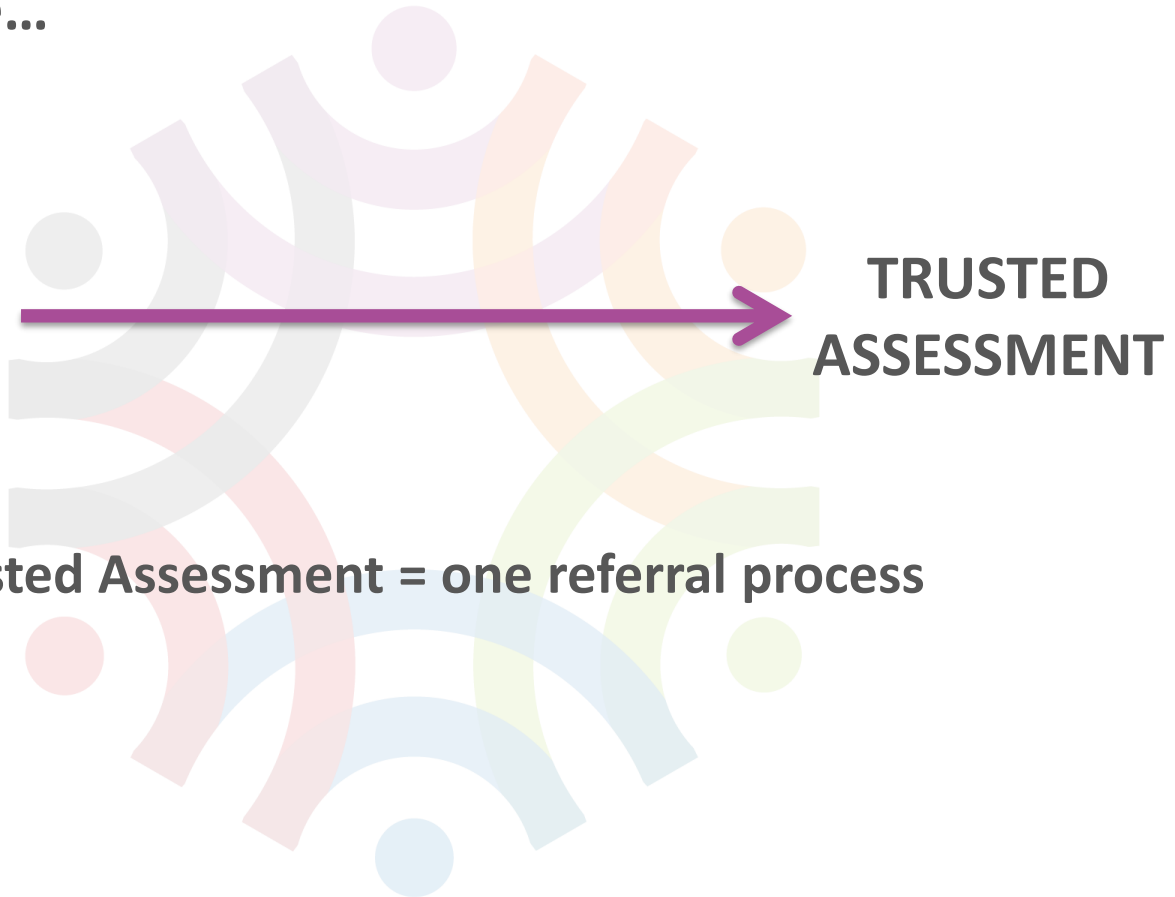 ...
TRUSTED
ASSESSMENT
sted Assessment = one referral process